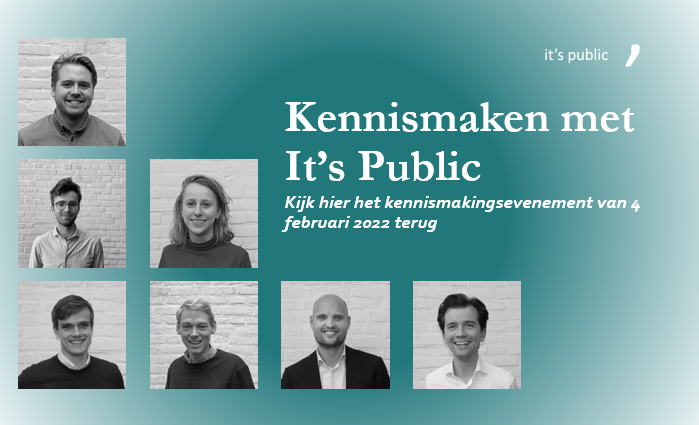 it's public
Kennismaken met
It's Public
Kijk hier het kennismakingsevenement van 4
februari 2022 terug